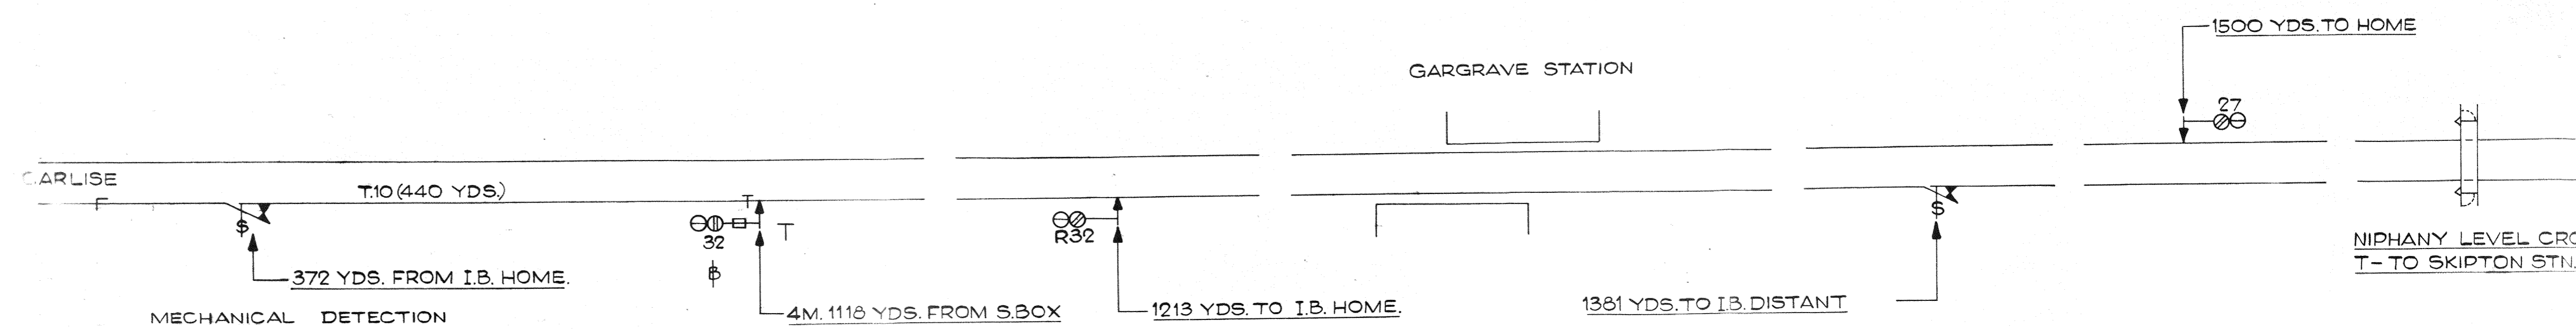 1500 YDS. TO HOME
GARGRAVE STATION
27
CARLISE
T.10 (440 YDS.)
T
S
32
T
R32
S
B
NIPHANY LEVEL CRO
T-TO SKIPTON STN.
372 YDS. FROM I.B. HOME.
4M. 1118 YDS. FROM S.BOX
1213 YDS. TO I.B. HOME.
1381 YDS. TO I.B. DISTANT
MECHANICAL DETECTION